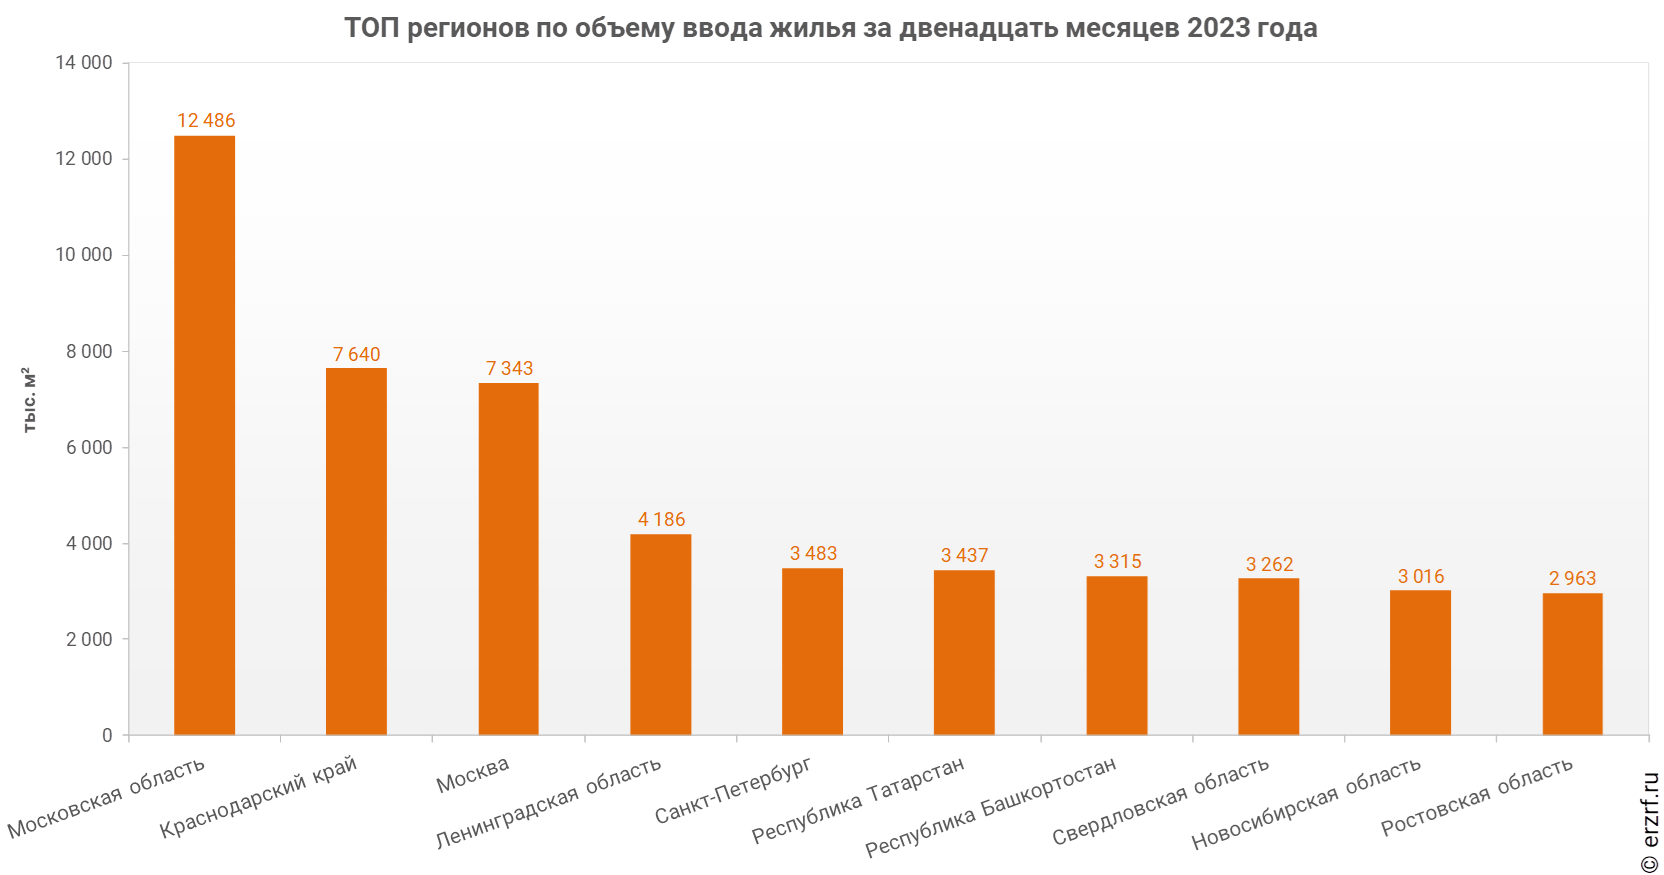 ТОП регионов по объему ввода жилья за двенадцать месяцев 2023 года
тыс. м²
14 000
12 000
10 000
8 000
6 000
4 000
2 000
0
12 486
7 640
7 343
4 186
3 483
3 437
3 315
3 262
3 016
2 963
Московская область
Краснодарский край
Москва
Ленинградская область
Санкт-Петербург
Республика Татарстан
Республика Башкортостан
Свердловская область
Новосибирская область
Ростовская область
© erzrf.ru